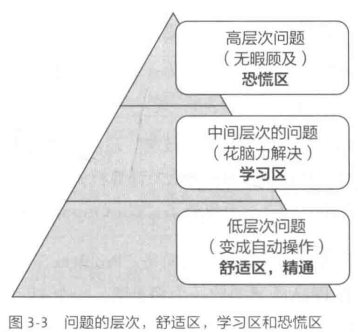 高层次问题
（无暇顾及）
恐慌区
中间层次的问题
（花脑力解决）
学习区
低层次问题
（变成自动操作）
舒适区，精通
图 3-3 问题的层次，舒适区，学习区和恐慌区